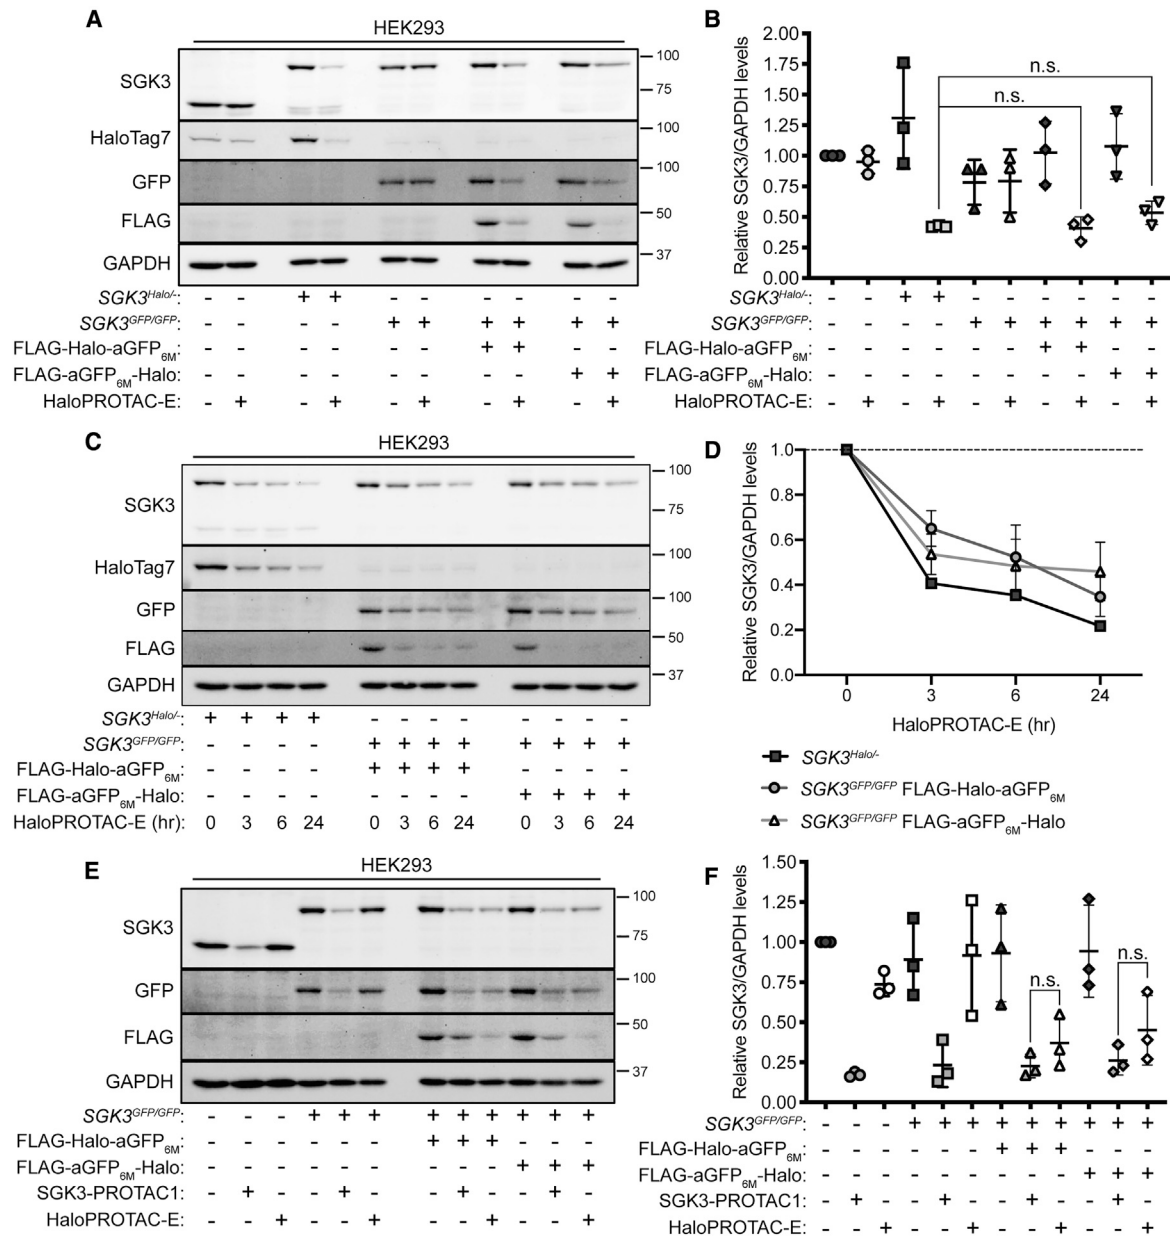 A
HEK293
SGK3
HaloTag7
GFP
FLAG
GAPDH
100
75
100
100
50
37
SGK3Halo/-: - - + + - - - - - -
SGK3GFP/GFP: - - - - + + + + + +
FLAG-Halo-aGFP6M: - - - - - - + + - -
FLAG-aGFP6M-Halo: - - - - - - - - + +
HaloPROTAC-E: - + - + - + - + - +
B
Relative SGK3/GAPDH levels
2.00
1.75
1.50
1.25
1.00
0.75
0.50
0.25
0.00
n.s.
n.s.
SGK3Halo/-: - - + + - - - - - -
SGK3GFP/GFP: - - - - + + + + + +
FLAG-Halo-aGFP6M: - - - - - - + + - -
FLAG-aGFP6M-Halo: - - - - - - - - + +
HaloPROTAC-E: - + - + - + - + - +
C
HEK293
SGK3
HaloTag7
GFP
FLAG
GAPDH
100
75
100
100
50
37
SGK3Halo/-: + + + + - - - - - - - -
SGK3GFP/GFP: - - - - + + + + + + + +
FLAG-Halo-aGFP6M: - - - - + + + + - - - -
FLAG-aGFP6M-Halo: - - - - - - - - + + + +
HaloPROTAC-E (hr): 0 3 6 24 0 3 6 24 0 3 6 24
D
Relative SGK3/GAPDH levels
1.0
0.8
0.6
0.4
0.2
0.0
0 3 6 24
HaloPROTAC-E (hr)
SGK3Halo/-
SGK3GFP/GFP FLAG-Halo-aGFP6M
SGK3GFP/GFP FLAG-aGFP6M-Halo
E
HEK293
SGK3
GFP
FLAG
GAPDH
100
75
100
50
37
SGK3GFP/GFP: - - - + + + + + + + + +
FLAG-Halo-aGFP6M: - - - - - - + + + - - -
FLAG-aGFP6M-Halo: - - - - - - - - - + + +
SGK3-PROTAC1: - + - - + - - + - - + -
HaloPROTAC-E: - - + - - + - - + - - +
F
Relative SGK3/GAPDH levels
1.50
1.25
1.00
0.75
0.50
0.25
0.00
n.s.
n.s.
SGK3GFP/GFP: - - - + + + + + + + + +
FLAG-Halo-aGFP6M: - - - - - - + + + - - -
FLAG-aGFP6M-Halo: - - - - - - - - - + + +
SGK3-PROTAC1: - + - - + - - + - - + -
HaloPROTAC-E: - - + - - + - - + - - +